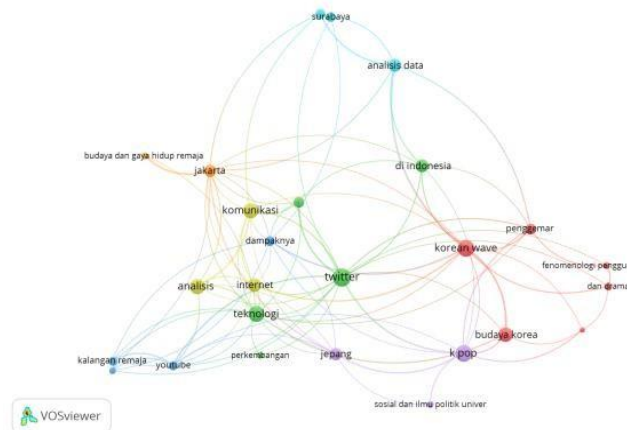 surabaya
analisis data
budaya dan gaya hidup remaja
jakarta
di indonesia
komunikasi
penggemar
dampaknya
korean wave
fenomenologi penggu
twitter
dan drama
analisis
internet
teknologi
budaya korea
kalangan remaja
youtube
perkembangan
jepang
k pop
sosial dan ilmu politik univer
VOSviewer